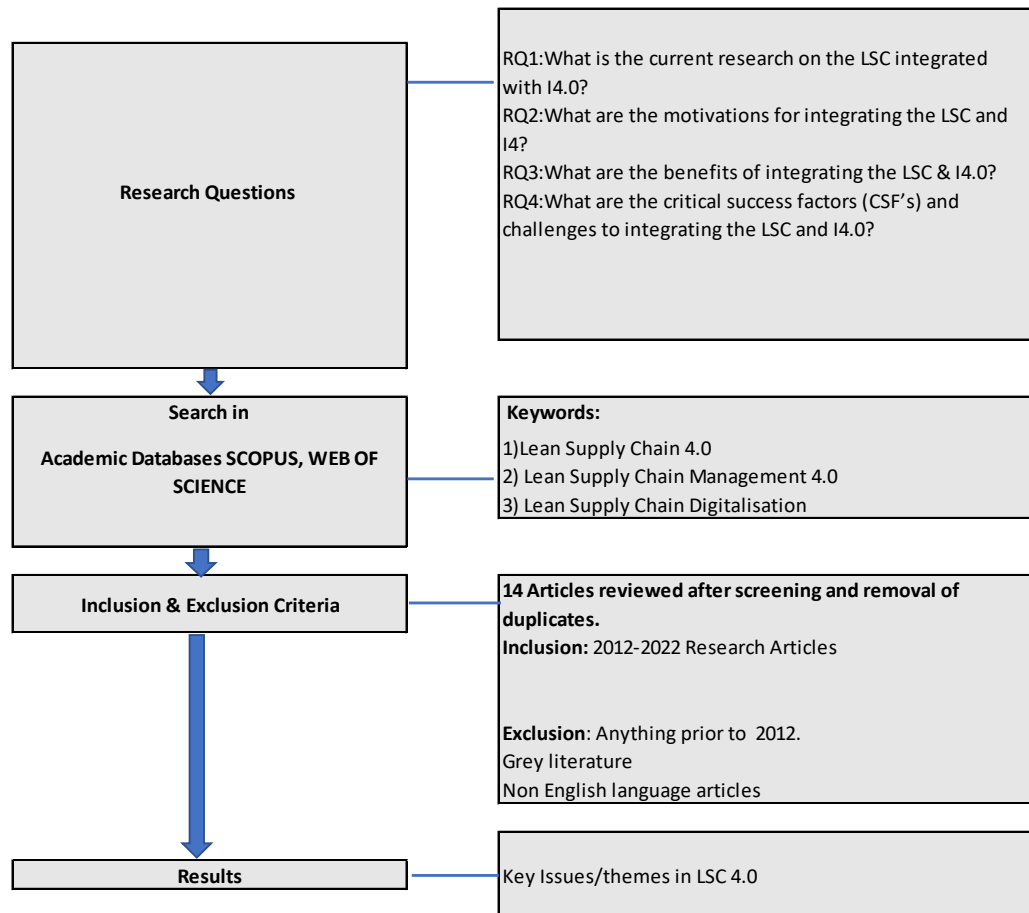 Research Questions
RQ1:What is the current research on the LSC integrated
with I4.0?
RQ2:What are the motivations for integrating the LSC and
I4?
RQ3:What are the benefits of integrating the LSC & I4.0?
RQ4:What are the critical success factors (CSF's) and
challenges to integrating the LSC and I4.0?
Search in
Academic Databases SCOPUS, WEB OF
SCIENCE
Keywords:
1)Lean Supply Chain 4.0
2) Lean Supply Chain Management 4.0
3) Lean Supply Chain Digitalisation
Inclusion & Exclusion Criteria
14 Articles reviewed after screening and removal of
duplicates.
Inclusion: 2012-2022 Research Articles
Exclusion: Anything prior to 2012.
Grey literature
Non English language articles
Results
Key Issues/themes in LSC 4.0